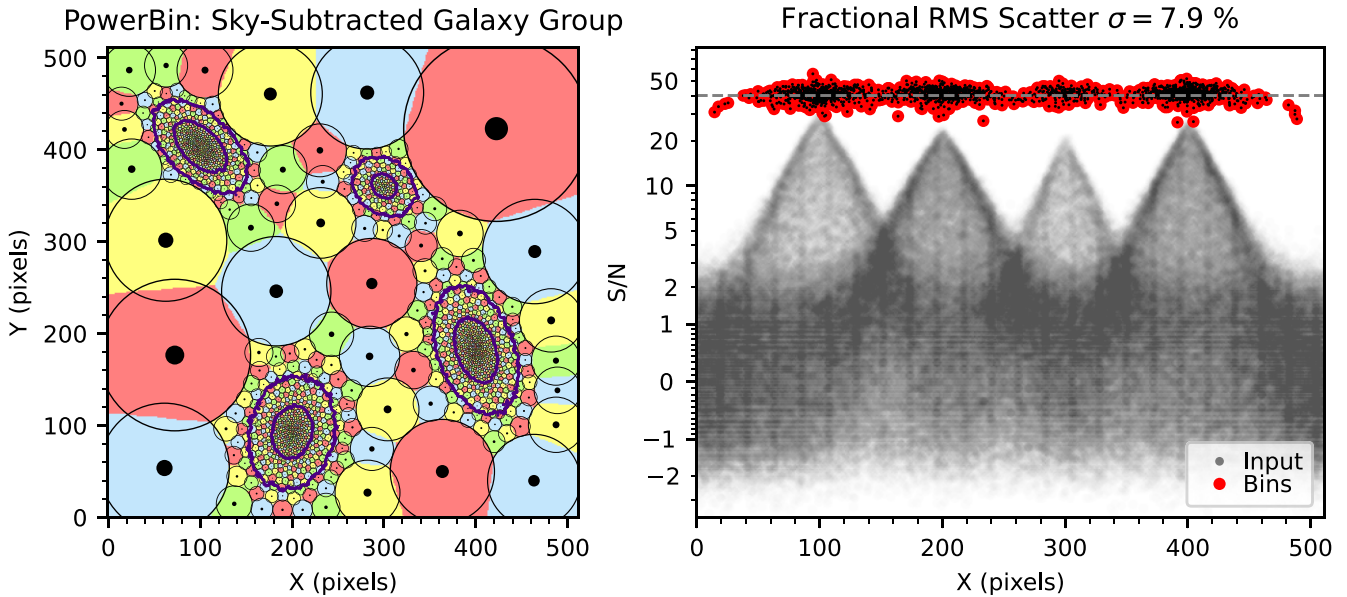 PowerBin: Sky-Subtracted Galaxy Group
500
400
300
200
100
0
Y (pixels)
0 100 200 300 400 500
X (pixels)
Fractional RMS Scatter σ = 7.9 %
50
20
10
5
2
1
0
−1
−2
S/N
Input
Bins
0 100 200 300 400 500
X (pixels)